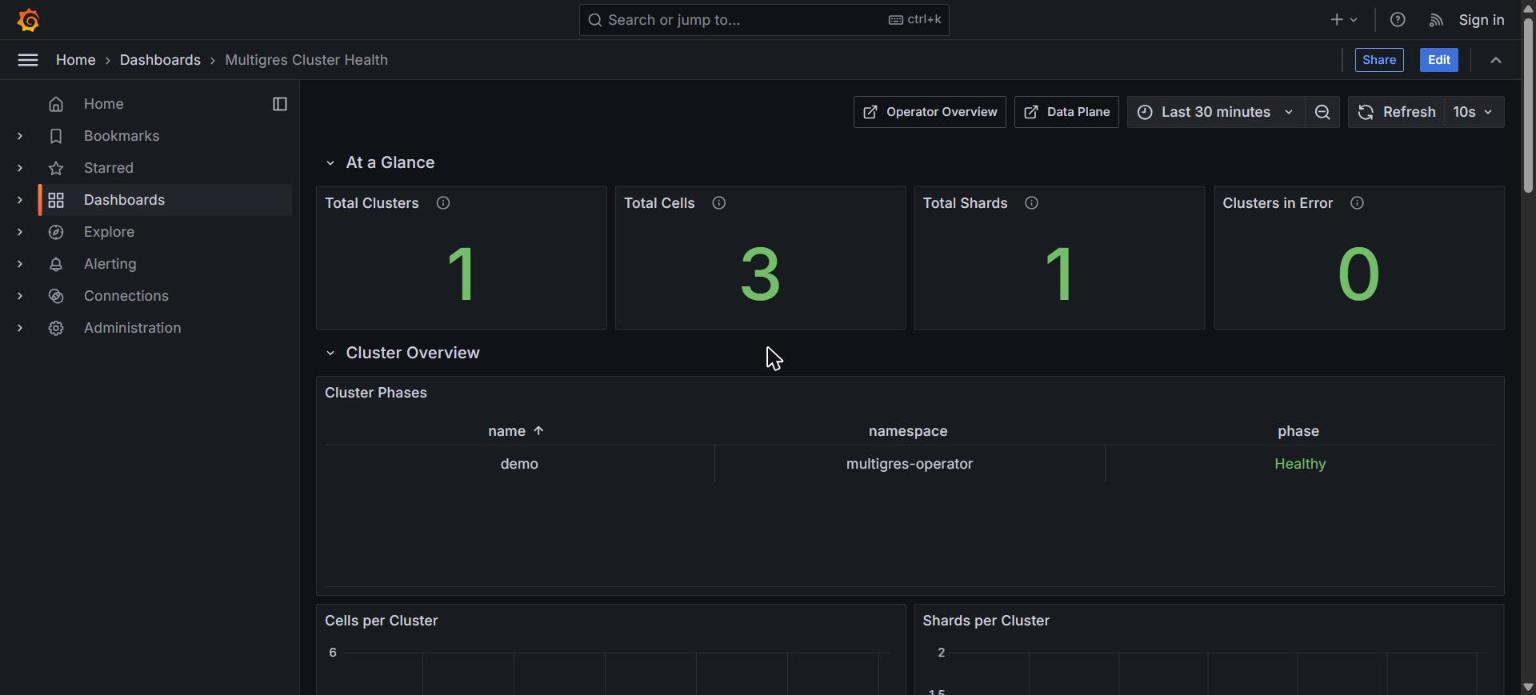 Search or jump to...
ctrl+k
Sign in
Home › Dashboards › Multigres Cluster Health
Share
Edit
Home
Bookmarks
Starred
Dashboards
Explore
Alerting
Connections
Administration
Operator Overview
Data Plane
Last 30 minutes
Refresh
10s
At a Glance
Total Clusters
1
Total Cells
3
Total Shards
1
Clusters in Error
0
Cluster Overview
Cluster Phases
name ↑ namespace phase
demo multigres-operator Healthy
Cells per Cluster
6
Shards per Cluster
2
1.5